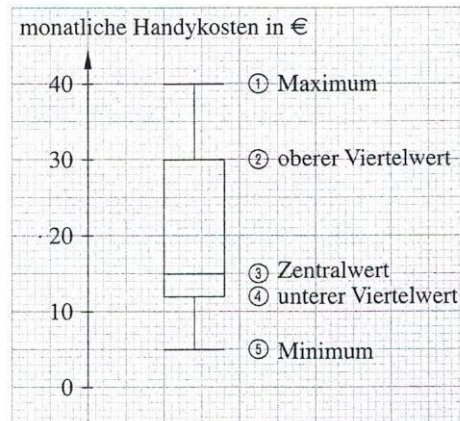 monatliche Handykosten in €
40
① Maximum
30
② oberer Viertelwert
20
③ Zentralwert
④ unterer Viertelwert
10
⑤ Minimum
0